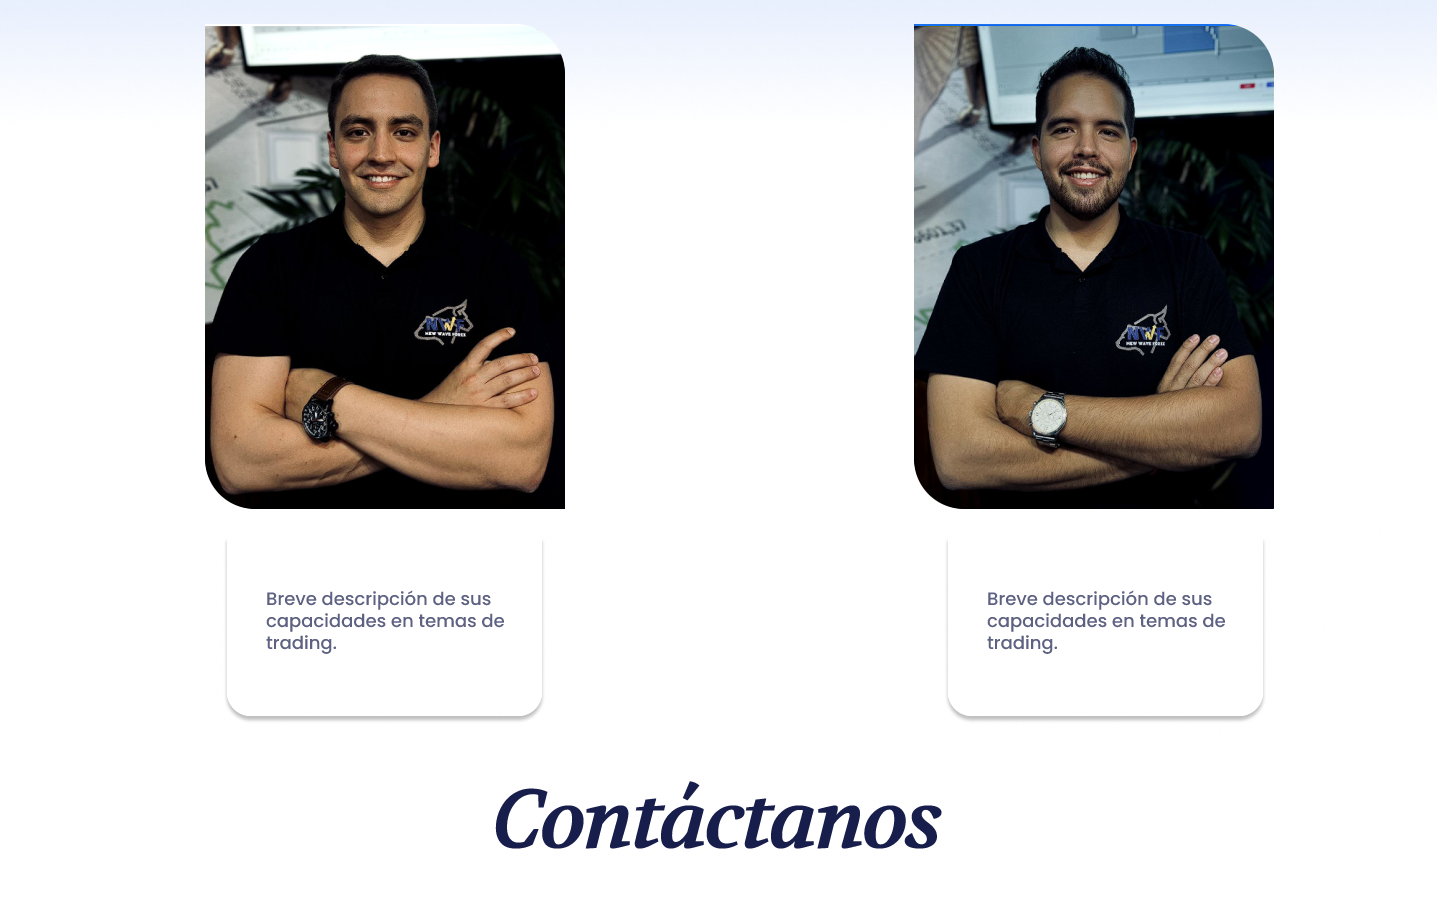 NWF
NEW WAVE FOREX
NWF
NEW WAVE FOREX
Breve descripción de sus
capacidades en temas de
trading.
Breve descripción de sus
capacidades en temas de
trading.
Contáctanos